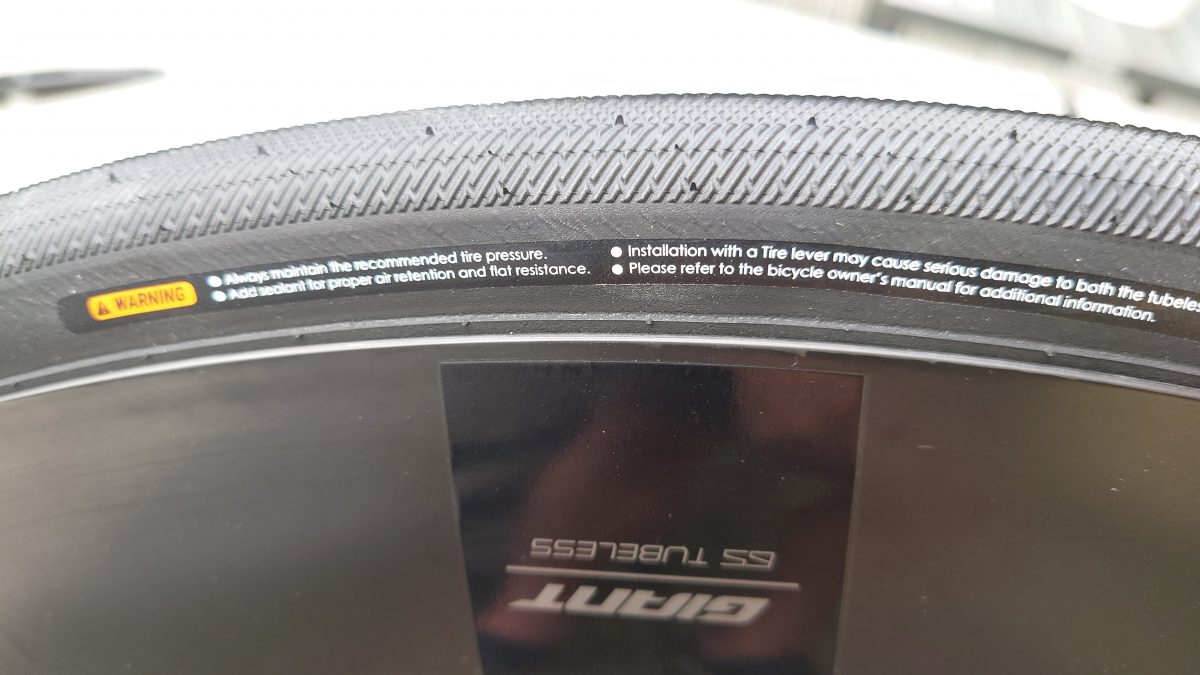 WARNING
● Always maintain the recommended tire pressure.
● Add sealant for proper air retention and flat resistance.
● Installation with a Tire lever may cause serious damage to both the tubeles
● Please refer to the bicycle owner's manual for additional information.
GIANT
TUBELESS